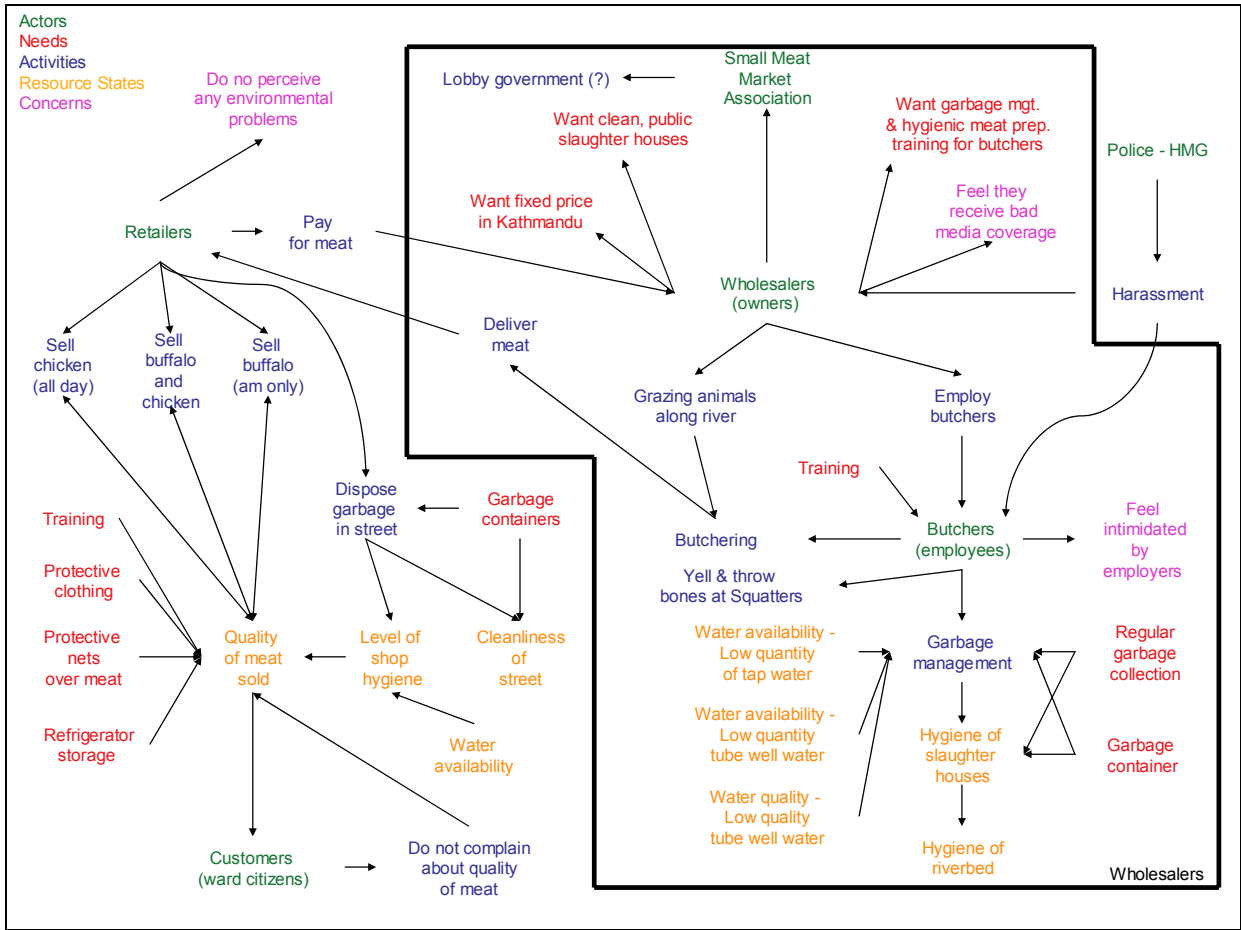 Actors
Needs
Activities
Resource States
Concerns
Do no perceive
any environmental
problems
Lobby government (?)
Small Meat
Market
Association
Want clean, public
slaughter houses
Want garbage mgt.
& hygienic meat prep.
training for butchers
Police - HMG
Retailers
Pay
for meat
Want fixed price
in Kathmandu
Feel they
receive bad
media coverage
Wholesalers
(owners)
Harassment
Deliver
meat
Sell
chicken
(all day)
Sell
buffalo
and
chicken
Sell
buffalo
(am only)
Grazing animals
along river
Employ
butchers
Training
Dispose
garbage
in street
Garbage
containers
Training
Butchering
Butchers
(employees)
Feel
intimidated
by
employers
Protective
clothing
Yell & throw
bones at Squatters
Protective
nets
over meat
Quality
of meat
sold
Level of
shop
hygiene
Cleanliness
of
street
Water availability -
Low quantity
of tap water
Garbage
management
Regular
garbage
collection
Refrigerator
storage
Water
availability
Water availability -
Low quantity
tube well water
Hygiene of
slaughter
houses
Garbage
container
Water quality -
Low quality
tube well water
Customers
(ward citizens)
Do not complain
about quality
of meat
Hygiene of
riverbed
Wholesalers